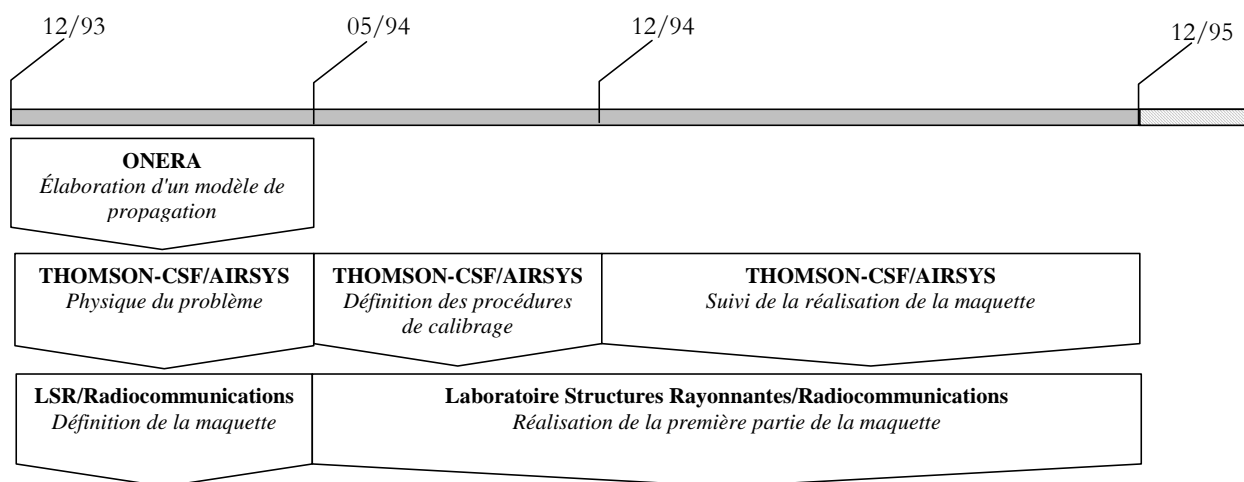 12/93
05/94
12/94
12/95
ONERA
Élaboration d'un modèle de
propagation
THOMSON-CSF/AIRSYS
Physique du problème
THOMSON-CSF/AIRSYS
Définition des procédures
de calibrage
THOMSON-CSF/AIRSYS
Suivi de la réalisation de la maquette
LSR/Radiocommunications
Définition de la maquette
Laboratoire Structures Rayonnantes/Radiocommunications
Réalisation de la première partie de la maquette